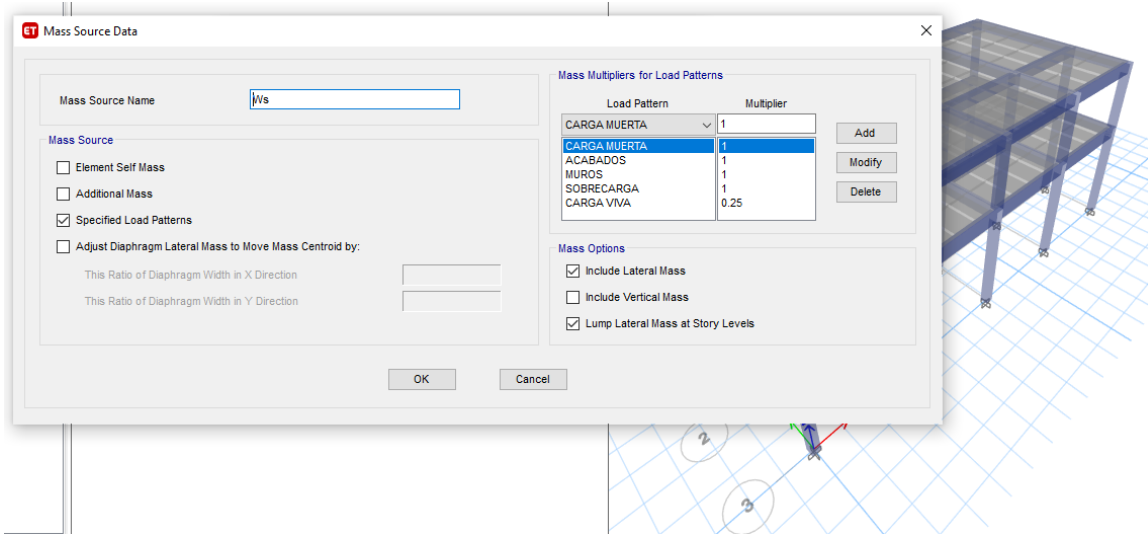 ET Mass Source Data
Mass Source Name
Ws
Mass Source
Element Self Mass
Additional Mass
Specified Load Patterns
Adjust Diaphragm Lateral Mass to Move Mass Centroid by:
This Ratio of Diaphragm Width in X Direction
This Ratio of Diaphragm Width in Y Direction
Mass Multipliers for Load Patterns
Load Pattern Multiplier
CARGA MUERTA 1
CARGA MUERTA 1
ACABADOS 1
MUROS 1
SOBRECARGA 1
CARGA VIVA 0.25
Add
Modify
Delete
Mass Options
Include Lateral Mass
Include Vertical Mass
Lump Lateral Mass at Story Levels
OK Cancel
2
3